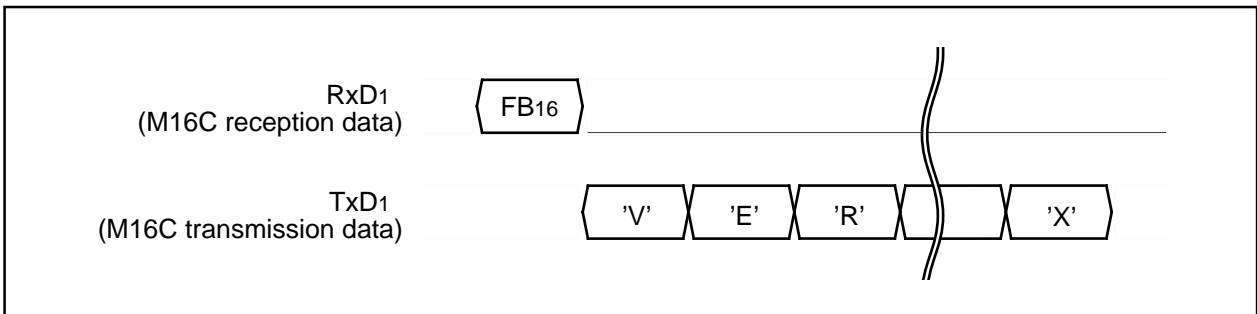 RxD1
(M16C reception data)
FB16
TxD1
(M16C transmission data)
’V’ ’E’ ’R’ ’X’